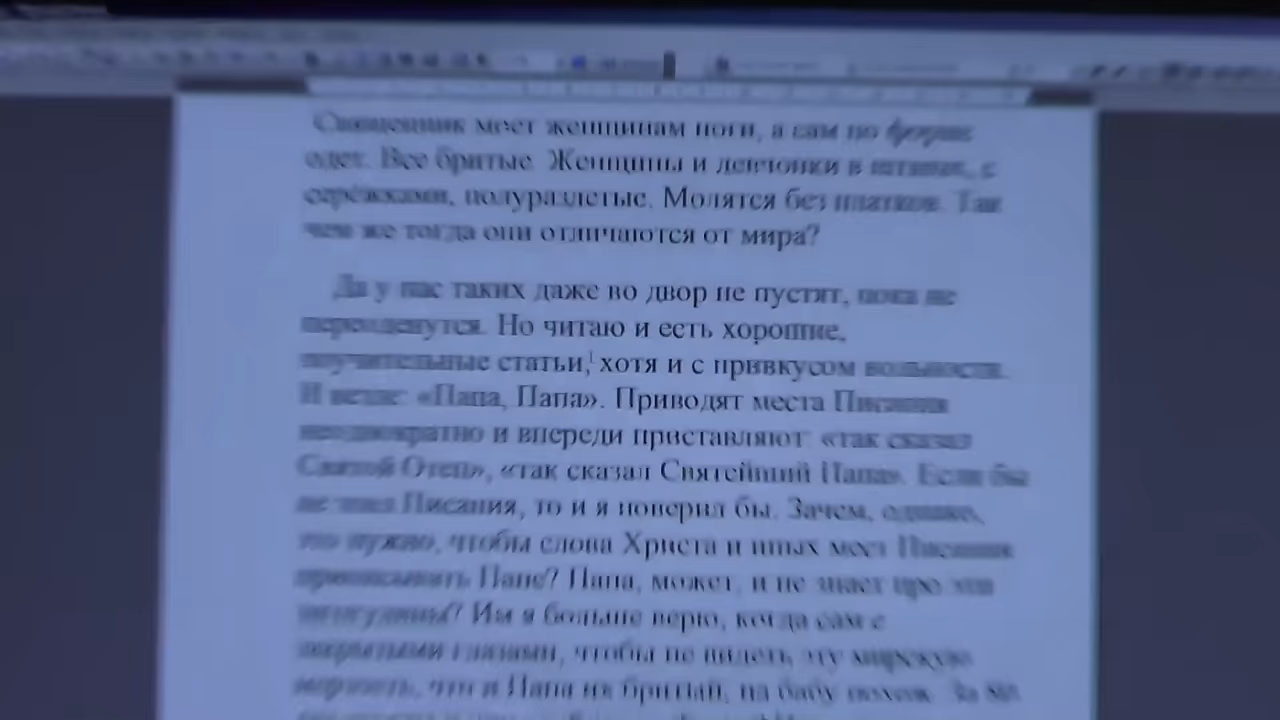 Священник моет женщинам ноги, а сам по форме
одет. Все бритые. Женщины и девчонки в штанах, с
серёжками, полураздетые. Молятся без платков. Так
чем же тогда они отличаются от мира?
Да у нас таких даже во двор не пустят, пока не
переоденутся. Но читаю и есть хорошие,
поучительные статьи, хотя и с привкусом вольности.
И везде: «Папа, Папа». Приводят места Писания
неоднократно и впереди приставляют: «так сказал
Святой Отец», «так сказал Святейший Папа». Если бы
не знал Писания, то и я поверил бы. Зачем, однако,
это нужно, чтобы слова Христа и иных мест Писания
приписывать Папе? Папа, может, и не знает про эти
Им я больше верю, когда сам с
закрытыми глазами, чтобы не видеть эту мирскую
мерзость, что и Папа их бритый, на бабу похож. За